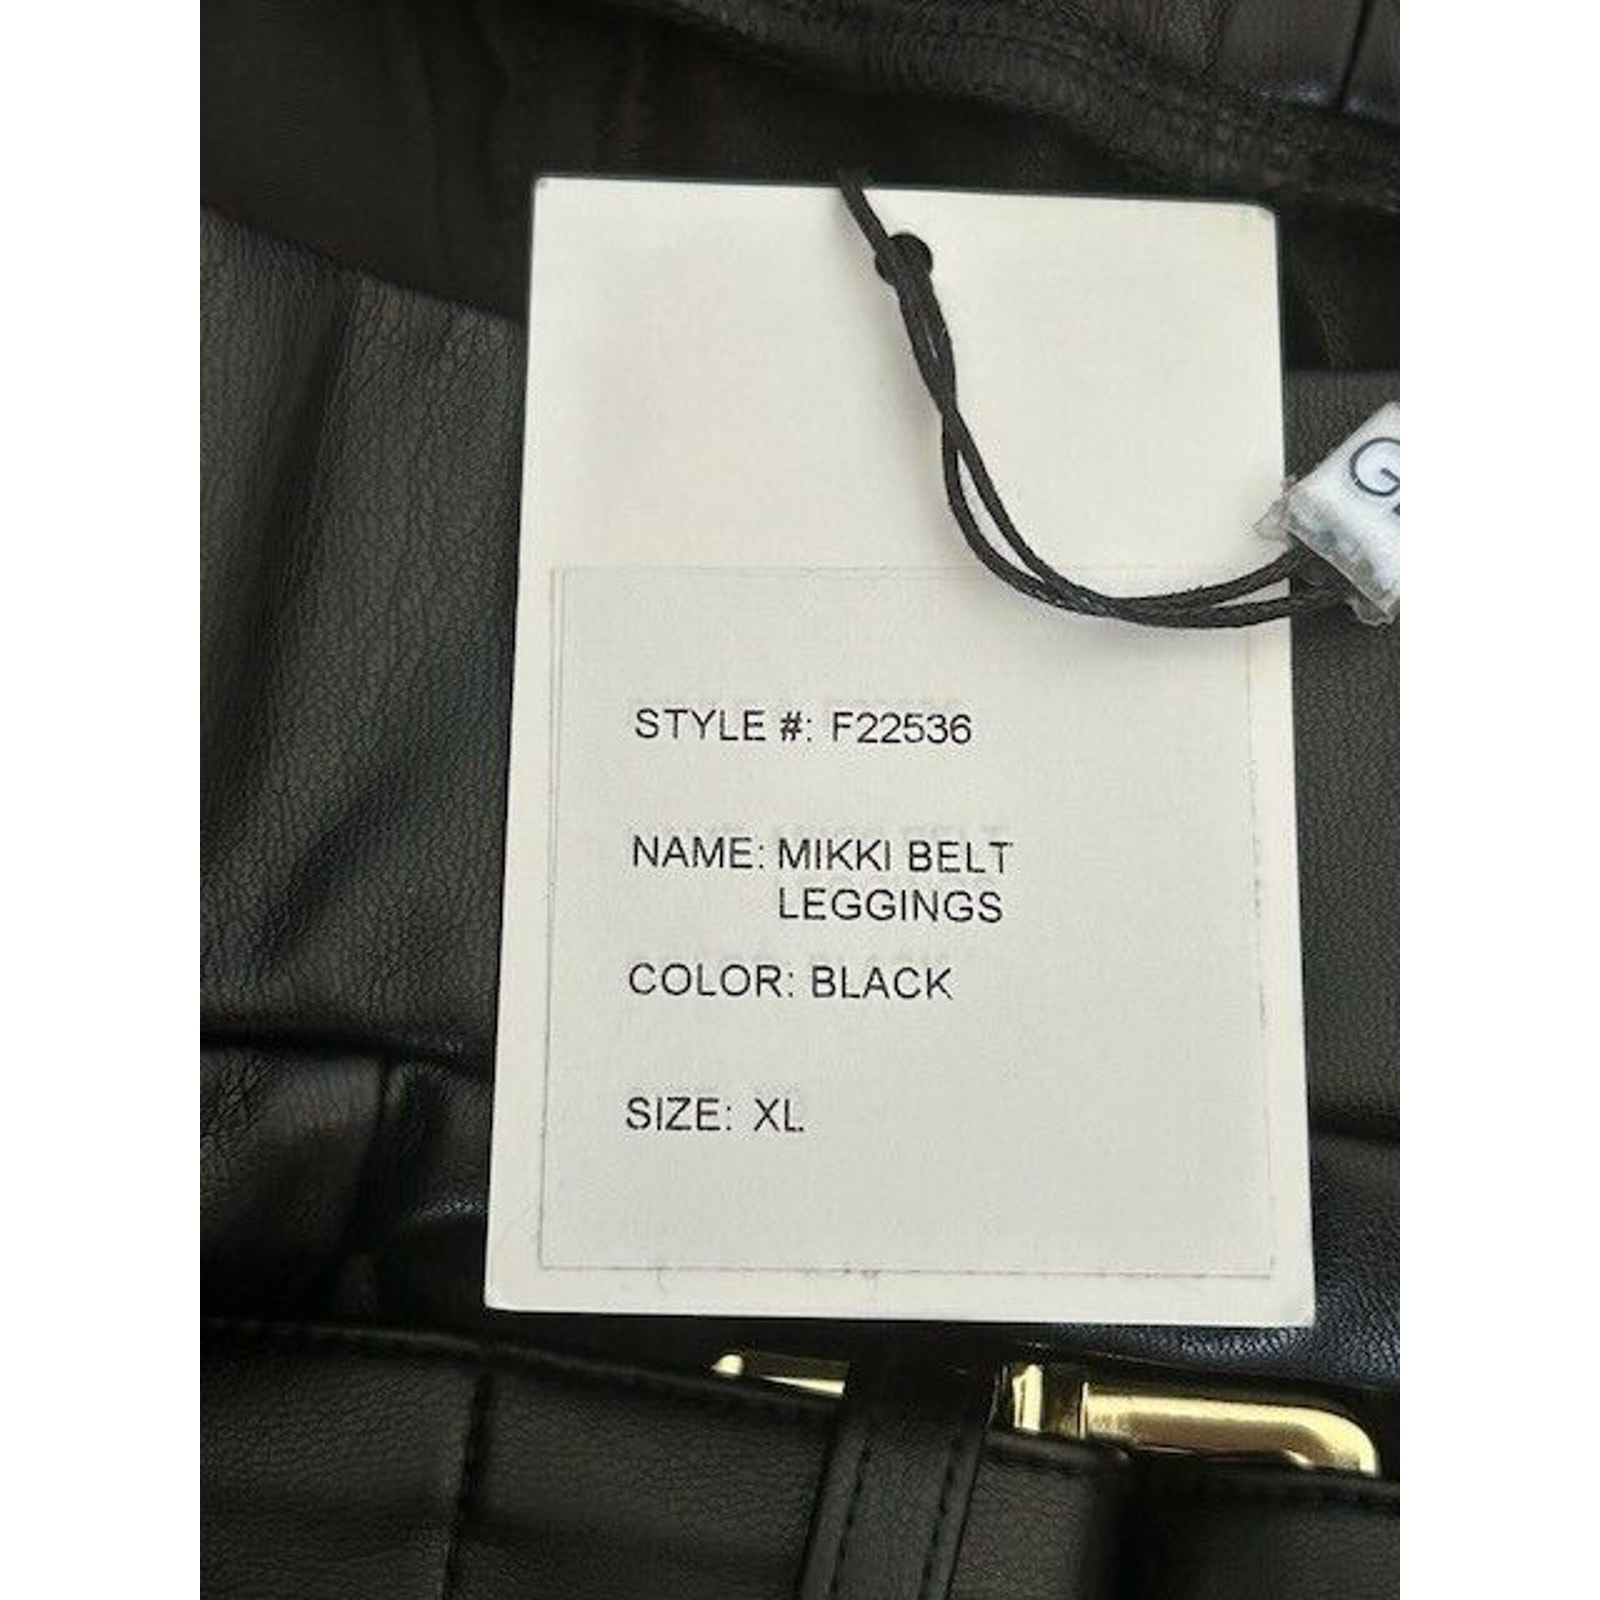 STYLE #: F22536
NAME: MIKKI BELT
LEGGINGS
COLOR: BLACK
SIZE: XL